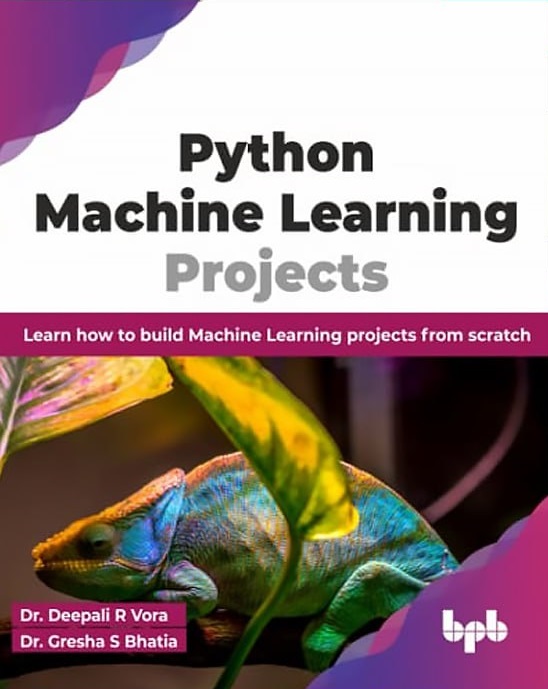 Python
Machine Learning
Projects
Learn how to build Machine Learning projects from scratch
Dr. Deepali R Vora
Dr. Gresha S Bhatia
bpb